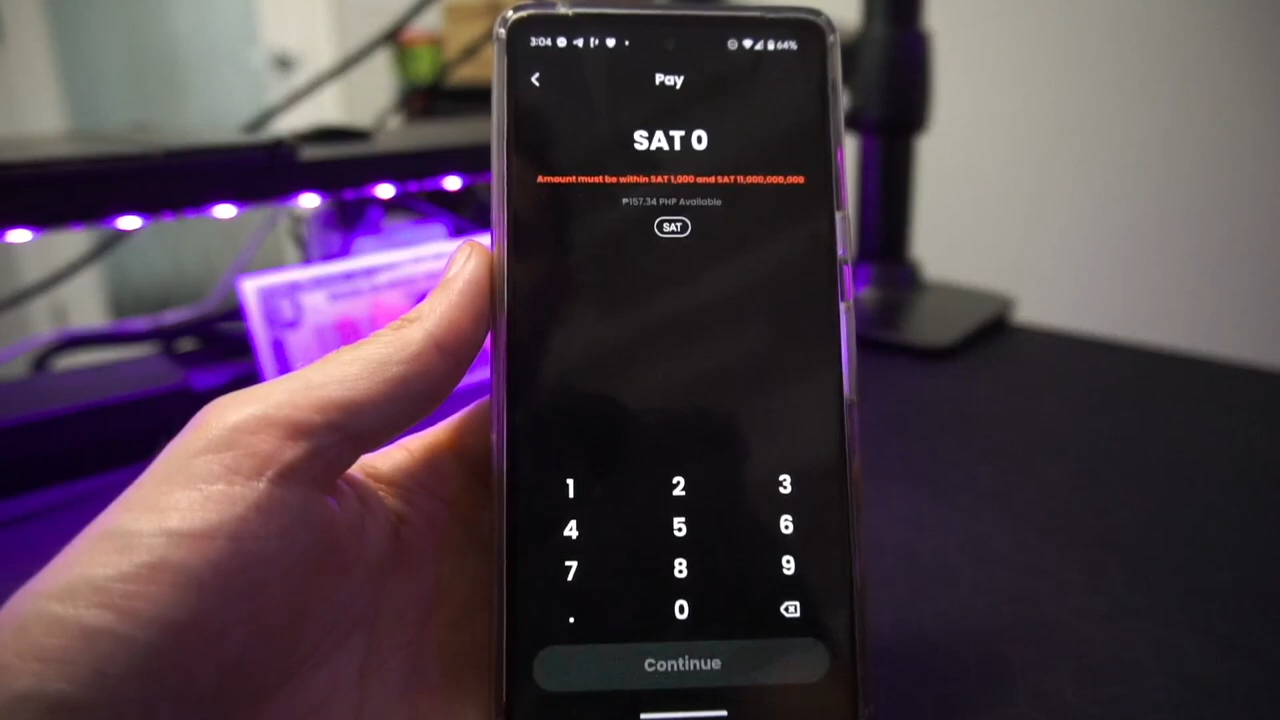 3:04 64%
Pay
SAT 0
Amount must be within SAT 1,000 and SAT 11,000,000,000
₱157.34 PHP Available
SAT
1 2 3
4 5 6
7 8 9
. 0
Continue